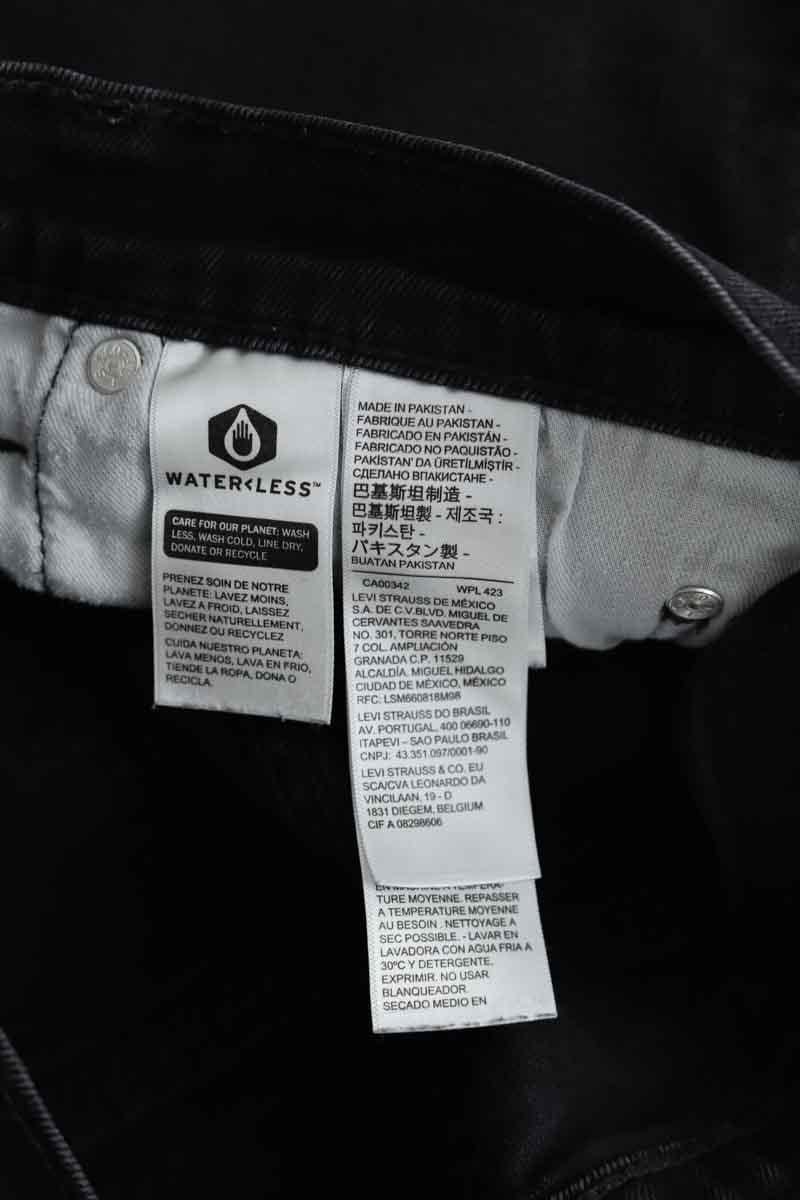 WATER<LESS™
CARE FOR OUR PLANET: WASH
LESS, WASH COLD, LINE DRY,
DONATE OR RECYCLE
PRENEZ SOIN DE NOTRE
PLANETE: LAVEZ MOINS,
LAVEZ A FROID, LAISSEZ
SECHER NATURELLEMENT,
DONNEZ OU RECYCLEZ
CUIDA NUESTRO PLANETA:
LAVA MENOS, LAVA EN FRIO,
TIENDE LA ROPA, DONA O
RECICLA.
MADE IN PAKISTAN -
FABRIQUE AU PAKISTAN -
FABRICADO EN PAKISTÁN -
FABRICADO NO PAQUISTÃO -
PAKİSTAN' DA ÜRETİLMİŞTİR -
СДЕЛАНО ВПАКИСТАНЕ -
巴基斯坦制造 -
巴基斯坦製 - 제조국 :
파키스탄 -
パキスタン製 -
BUATAN PAKISTAN
CA00342 WPL 423
LEVI STRAUSS DE MÉXICO
S.A. DE C.V.BLVD. MIGUEL DE
CERVANTES SAAVEDRA
NO. 301, TORRE NORTE PISO
7 COL. AMPLIACIÓN
GRANADA C.P. 11529
ALCALDÍA. MIGUEL HIDALGO
CIUDAD DE MÉXICO, MÉXICO
RFC: LSM660818M98
LEVI STRAUSS DO BRASIL
AV. PORTUGAL, 400 06690-110
ITAPEVI – SAO PAULO BRASIL
CNPJ: 43.351.097/0001-90
LEVI STRAUSS & CO. EU
SCA/CVA LEONARDO DA
VINCILAAN, 19 - D
1831 DIEGEM, BELGIUM
CIF A 08298606
EN MACHINE A TEMPERA-
TURE MOYENNE. REPASSER
A TEMPERATURE MOYENNE
AU BESOIN . NETTOYAGE A
SEC POSSIBLE. - LAVAR EN
LAVADORA CON AGUA FRIA A
30ºC Y DETERGENTE,
EXPRIMIR. NO USAR
BLANQUEADOR.
SECADO MEDIO EN